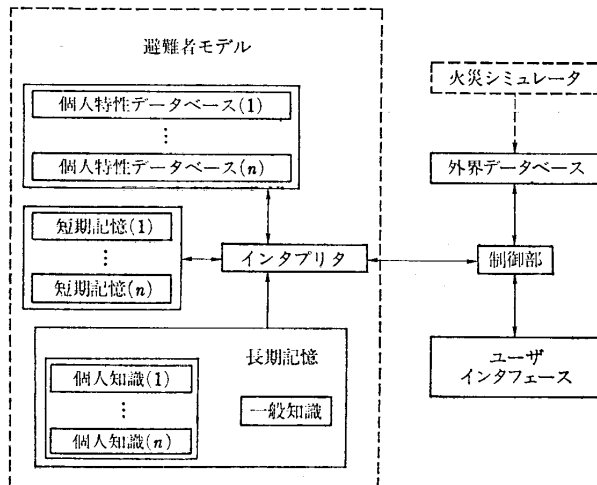 避難者モデル
個人特性データベース(1)
⋮
個人特性データベース(n)
短期記憶(1)
⋮
短期記憶(n)
インタプリタ
長期記憶
個人知識(1)
⋮
個人知識(n)
一般知識
火災シミュレータ
外界データベース
制御部
ユーザ
インタフェース